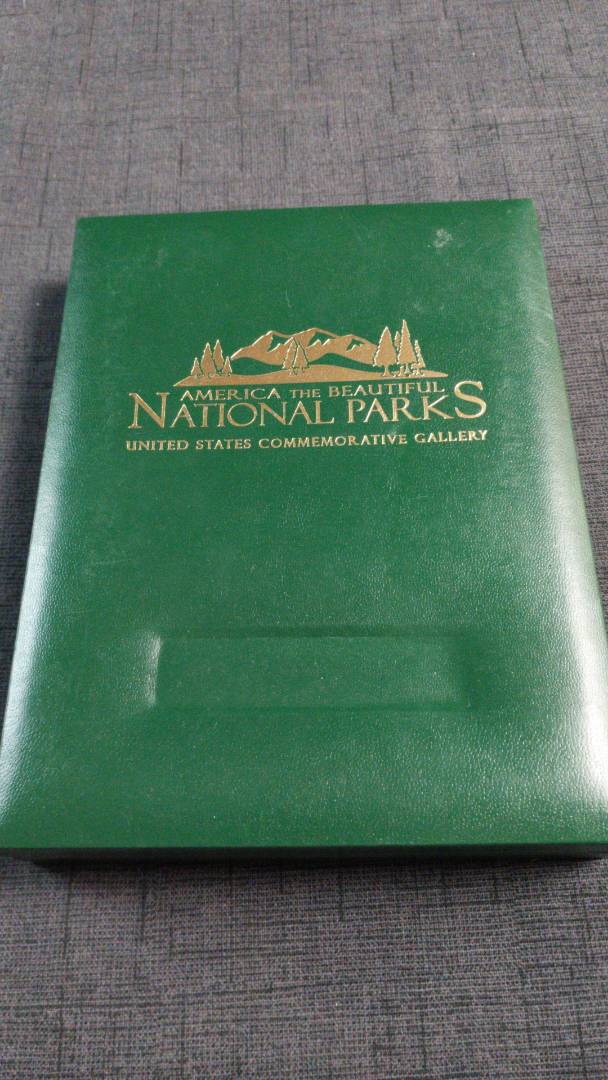 AMERICA THE BEAUTIFUL
NATIONAL PARKS
UNITED STATES COMMEMORATIVE GALLERY